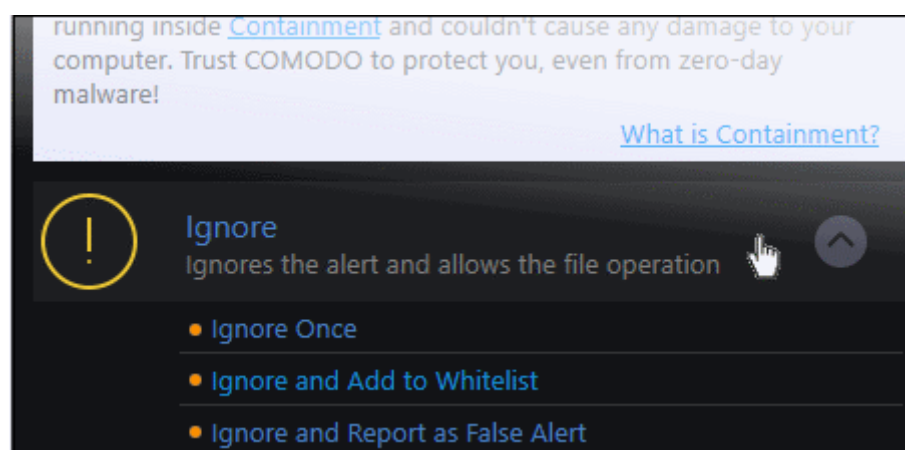 running inside Containment and couldn't cause any damage to your
computer. Trust COMODO to protect you, even from zero-day
malware!
What is Containment?
Ignore
Ignores the alert and allows the file operation
Ignore Once
Ignore and Add to Whitelist
Ignore and Report as False Alert